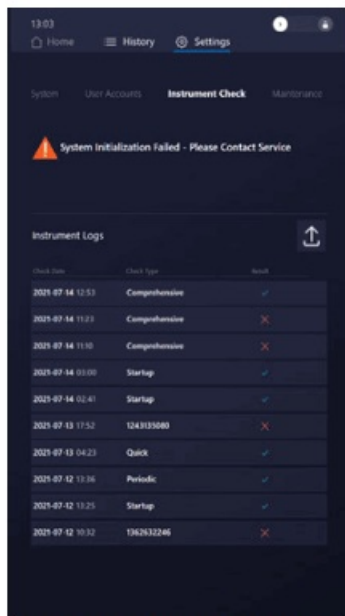 13:03
Home History Settings
System User Accounts Instrument Check Maintenance
System Initialization Failed - Please Contact Service
Instrument Logs
Check Date Check Type Result
2021-07-14 12:53 Comprehensive
2021-07-14 11:23 Comprehensive
2021-07-14 11:10 Comprehensive
2021-07-14 03:00 Startup
2021-07-14 02:41 Startup
2021-07-13 17:52 1243135080
2021-07-13 04:23 Quick
2021-07-12 13:36 Periodic
2021-07-12 13:25 Startup
2021-07-12 10:32 1362632246